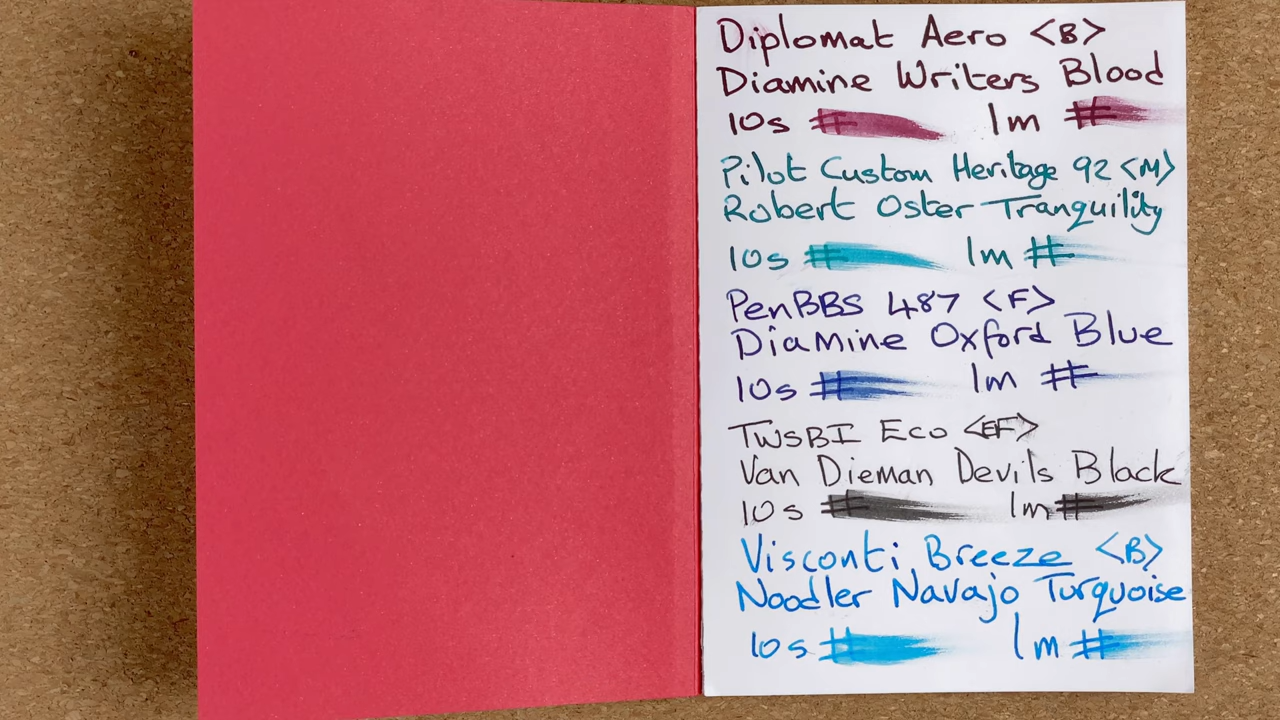 Diplomat Aero <B>
Diamine Writers Blood
10s # 1m #
Pilot Custom Heritage 92 <M>
Robert Oster Tranquility
10s # 1m #
PenBBS 487 <F>
Diamine Oxford Blue
10s # 1m #
TWSBI Eco <EF>
Van Dieman Devils Black
10s # 1m #
Visconti Breeze <B>
Noodler Navajo Turquoise
10s # 1m #